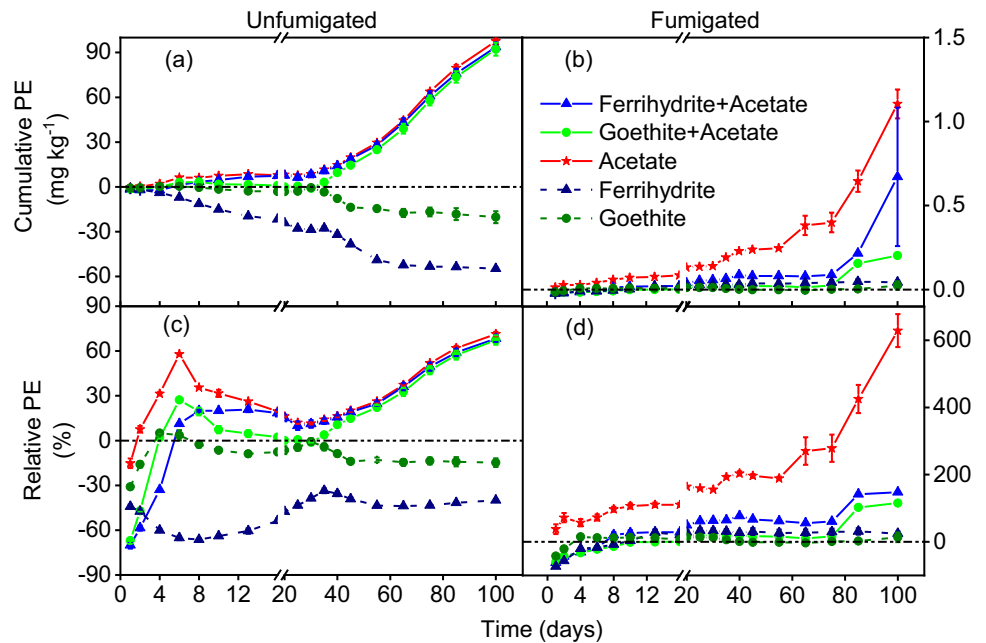 Unfumigated
Fumigated
90
60
30
0
-30
-60
-90
Cumulative PE
(mg kg⁻¹)
(a)
(b)
Ferrihydrite+Acetate
Goethite+Acetate
Acetate
Ferrihydrite
Goethite
1.5
1.0
0.5
0.0
90
60
30
0
-30
-60
-90
Relative PE
(%)
(c)
(d)
600
400
200
0
0 4 8 12 16 20 40 60 80 100
0 4 8 12 16 20 40 60 80 100
Time (days)